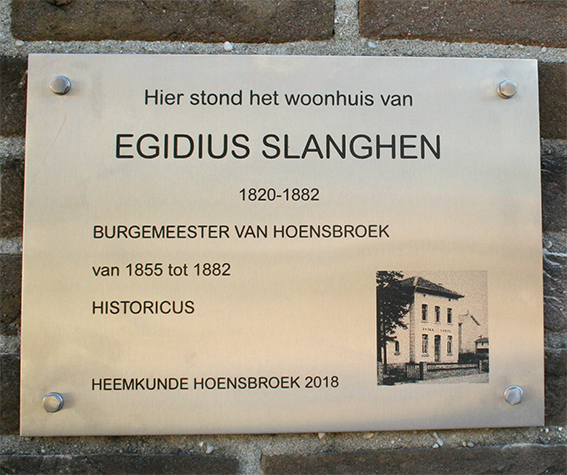 Hier stond het woonhuis van
EGIDIUS SLANGHEN
1820-1882
BURGEMEESTER VAN HOENSBROEK
van 1855 tot 1882
HISTORICUS
HEEMKUNDE HOENSBROEK 2018